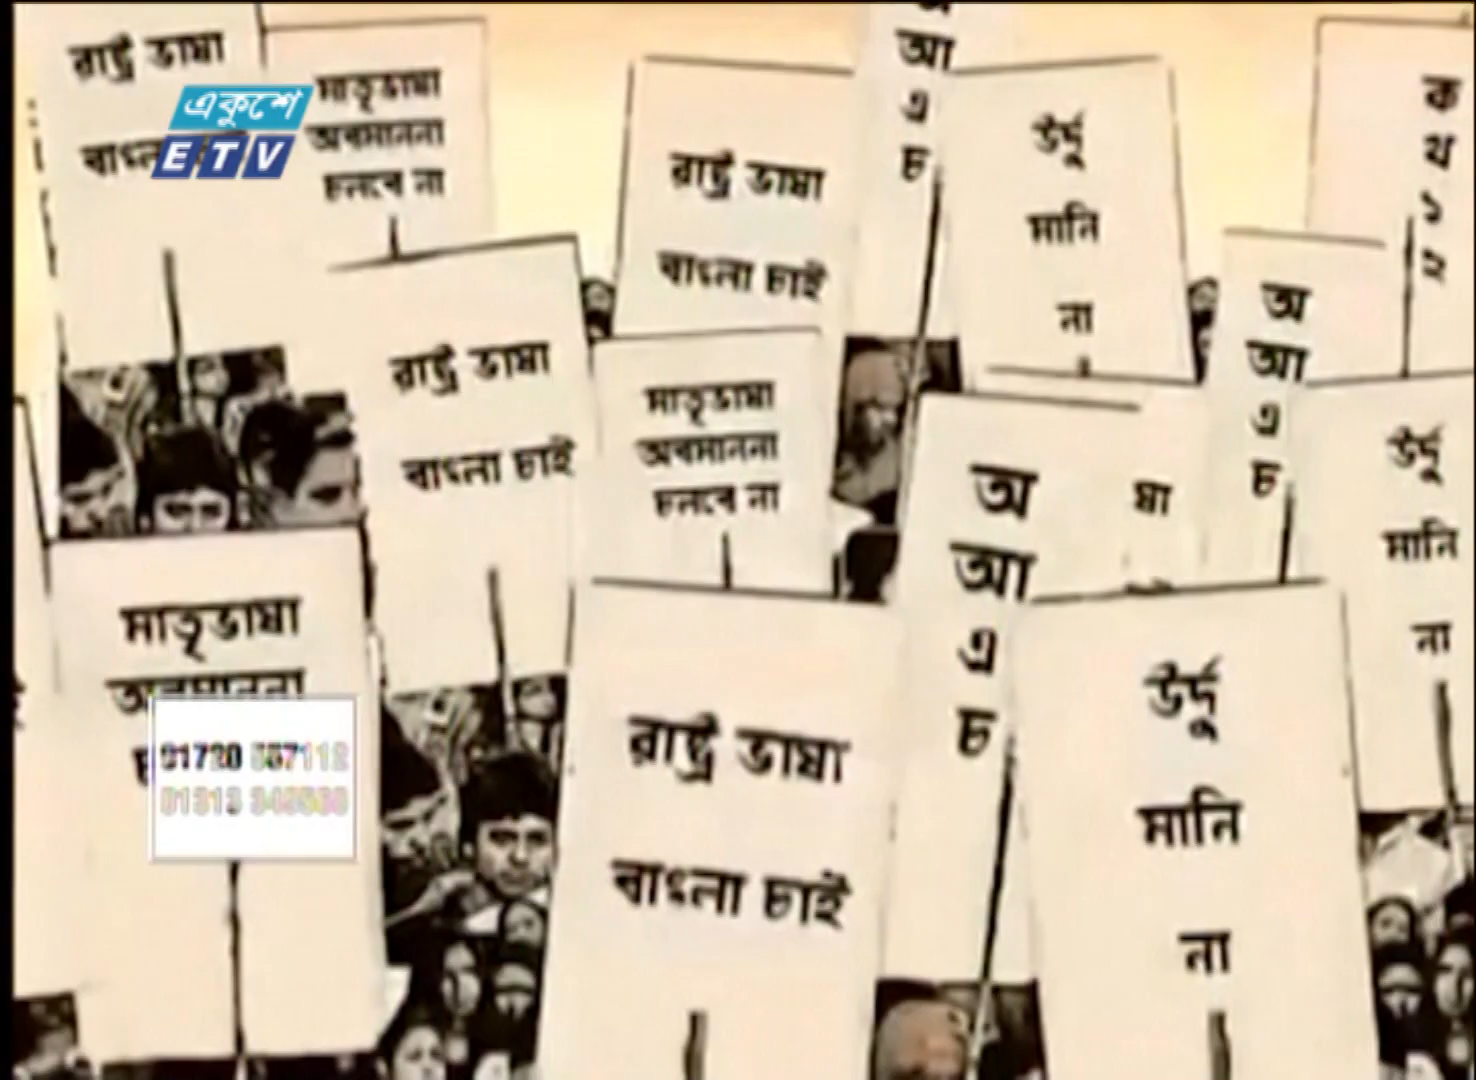 রাষ্ট্র ভাষা
মাতৃভাষা
অবমাননা
চলবে না
একুশে
ETV
আ
এ
চ
উর্দু
মানি
না
ক
খ
রাষ্ট্র ভাষা
বাংলা চাই
অ
আ
এ
চ
রাষ্ট্র ভাষা
বাংলা চাই
মাতৃভাষা
অবমাননা
চলবে না
অ
আ
এ
চ
ষা
উর্দু
মানি
না
মাতৃভাষা
অবমাননা
রাষ্ট্র ভাষা
বাংলা চাই
উর্দু
মানি
না